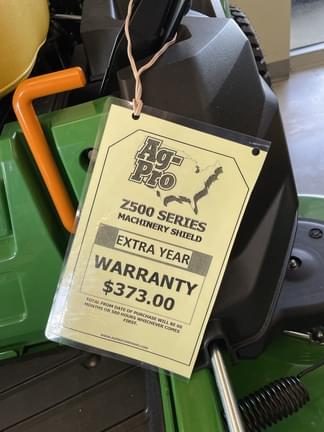 Ag-
Pro
Z500 SERIES
MACHINERY SHIELD
EXTRA YEAR
WARRANTY
$373.00
TOTAL FROM DATE OF PURCHASE WILL BE 60
MONTHS OR 500 HOURS WHICHEVER COMES
FIRST.